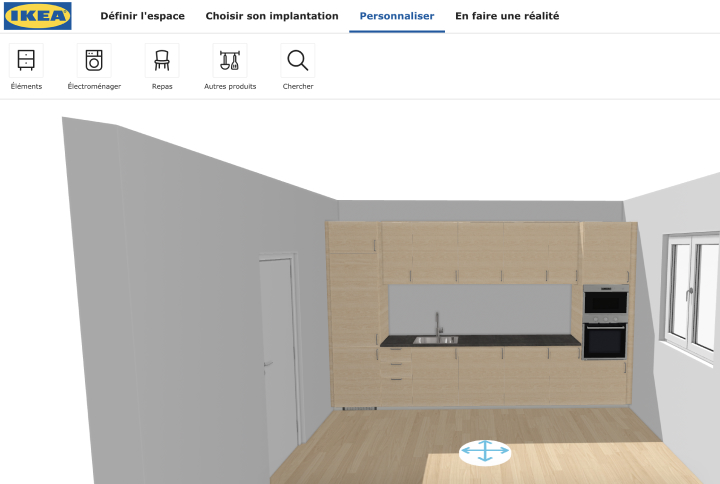 IKEA
Définir l'espace
Choisir son implantation
Personnaliser
En faire une réalité
Éléments
Électroménager
Repas
Autres produits
Chercher